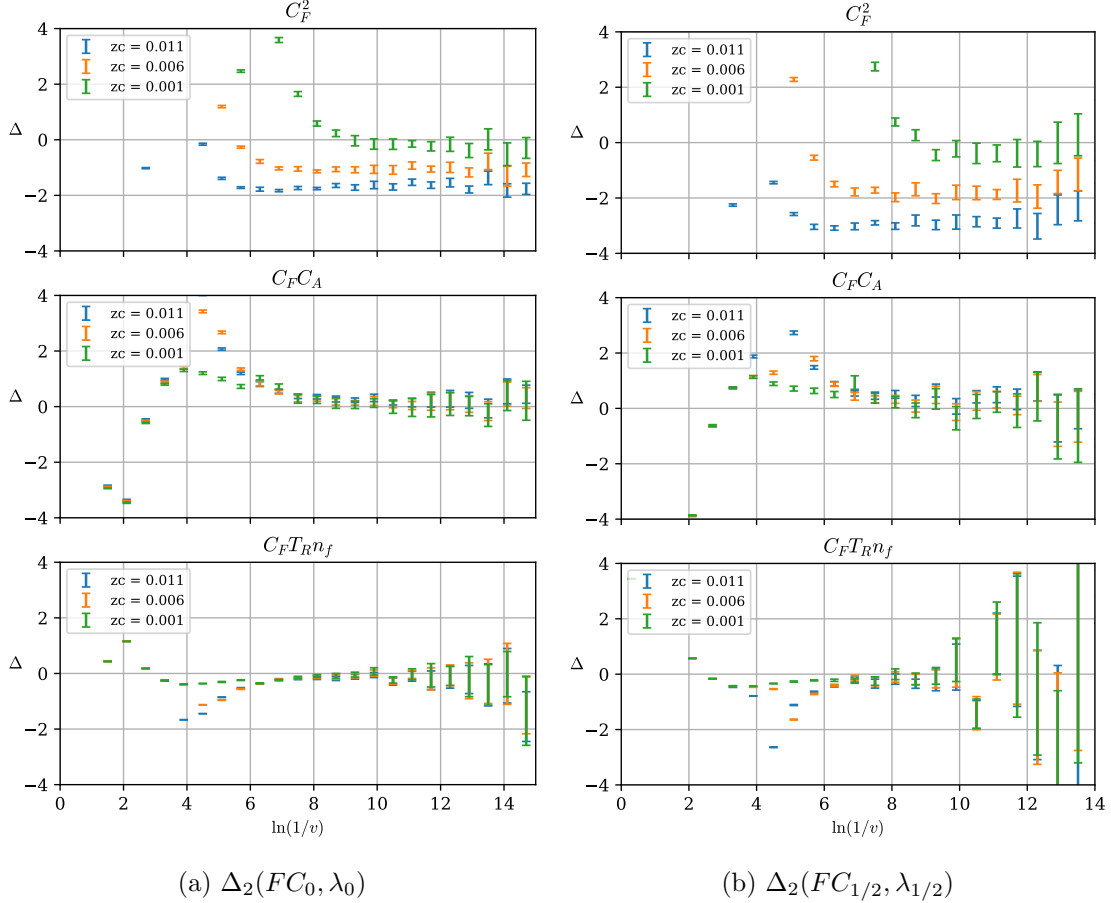 C_F^2
4
2
0
−2
−4
Δ
zc = 0.011
zc = 0.006
zc = 0.001
C_F C_A
4
2
0
−2
−4
zc = 0.011
zc = 0.006
zc = 0.001
C_F T_R n_f
4
2
0
−2
−4
Δ
zc = 0.011
zc = 0.006
zc = 0.001
0 2 4 6 8 10 12 14
ln(1/v)
(a) Δ_2(FC_0, λ_0)
C_F^2
4
2
0
−2
−4
Δ
zc = 0.011
zc = 0.006
zc = 0.001
C_F C_A
4
2
0
−2
−4
zc = 0.011
zc = 0.006
zc = 0.001
C_F T_R n_f
4
2
0
−2
−4
Δ
zc = 0.011
zc = 0.006
zc = 0.001
0 2 4 6 8 10 12 14
ln(1/v)
(b) Δ_2(FC_{1/2}, λ_{1/2})